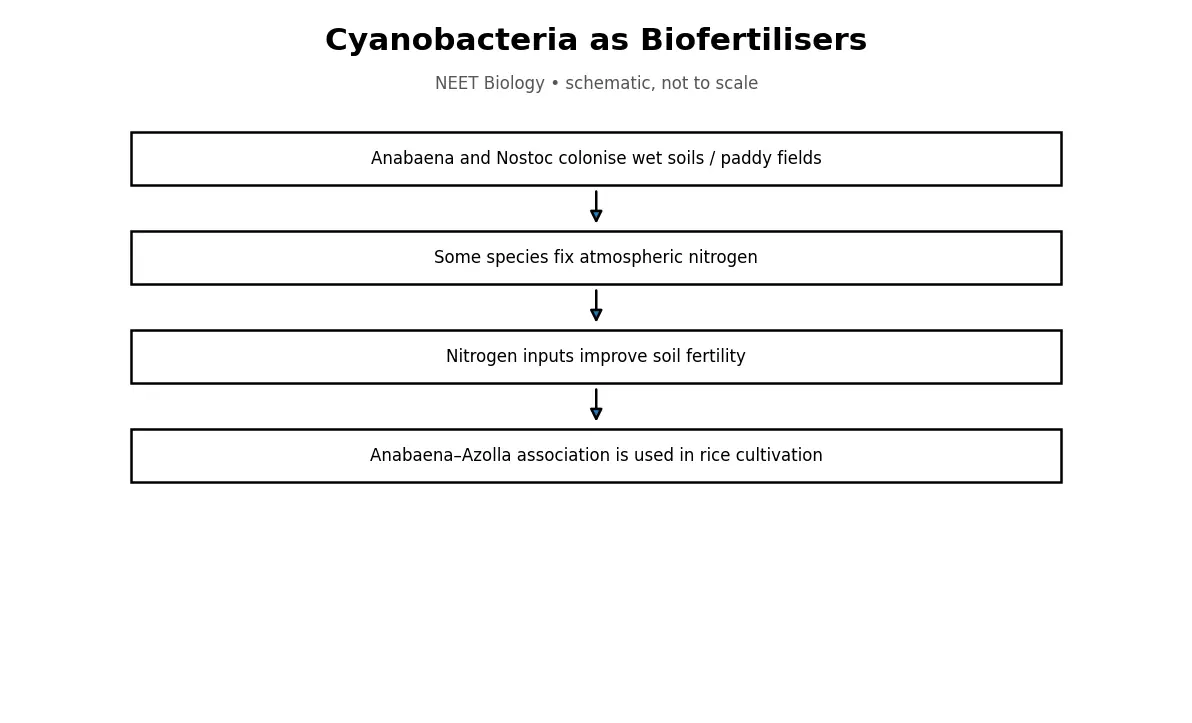 Cyanobacteria as Biofertilisers
NEET Biology • schematic, not to scale
Anabaena and Nostoc colonise wet soils / paddy fields
Some species fix atmospheric nitrogen
Nitrogen inputs improve soil fertility
Anabaena–Azolla association is used in rice cultivation